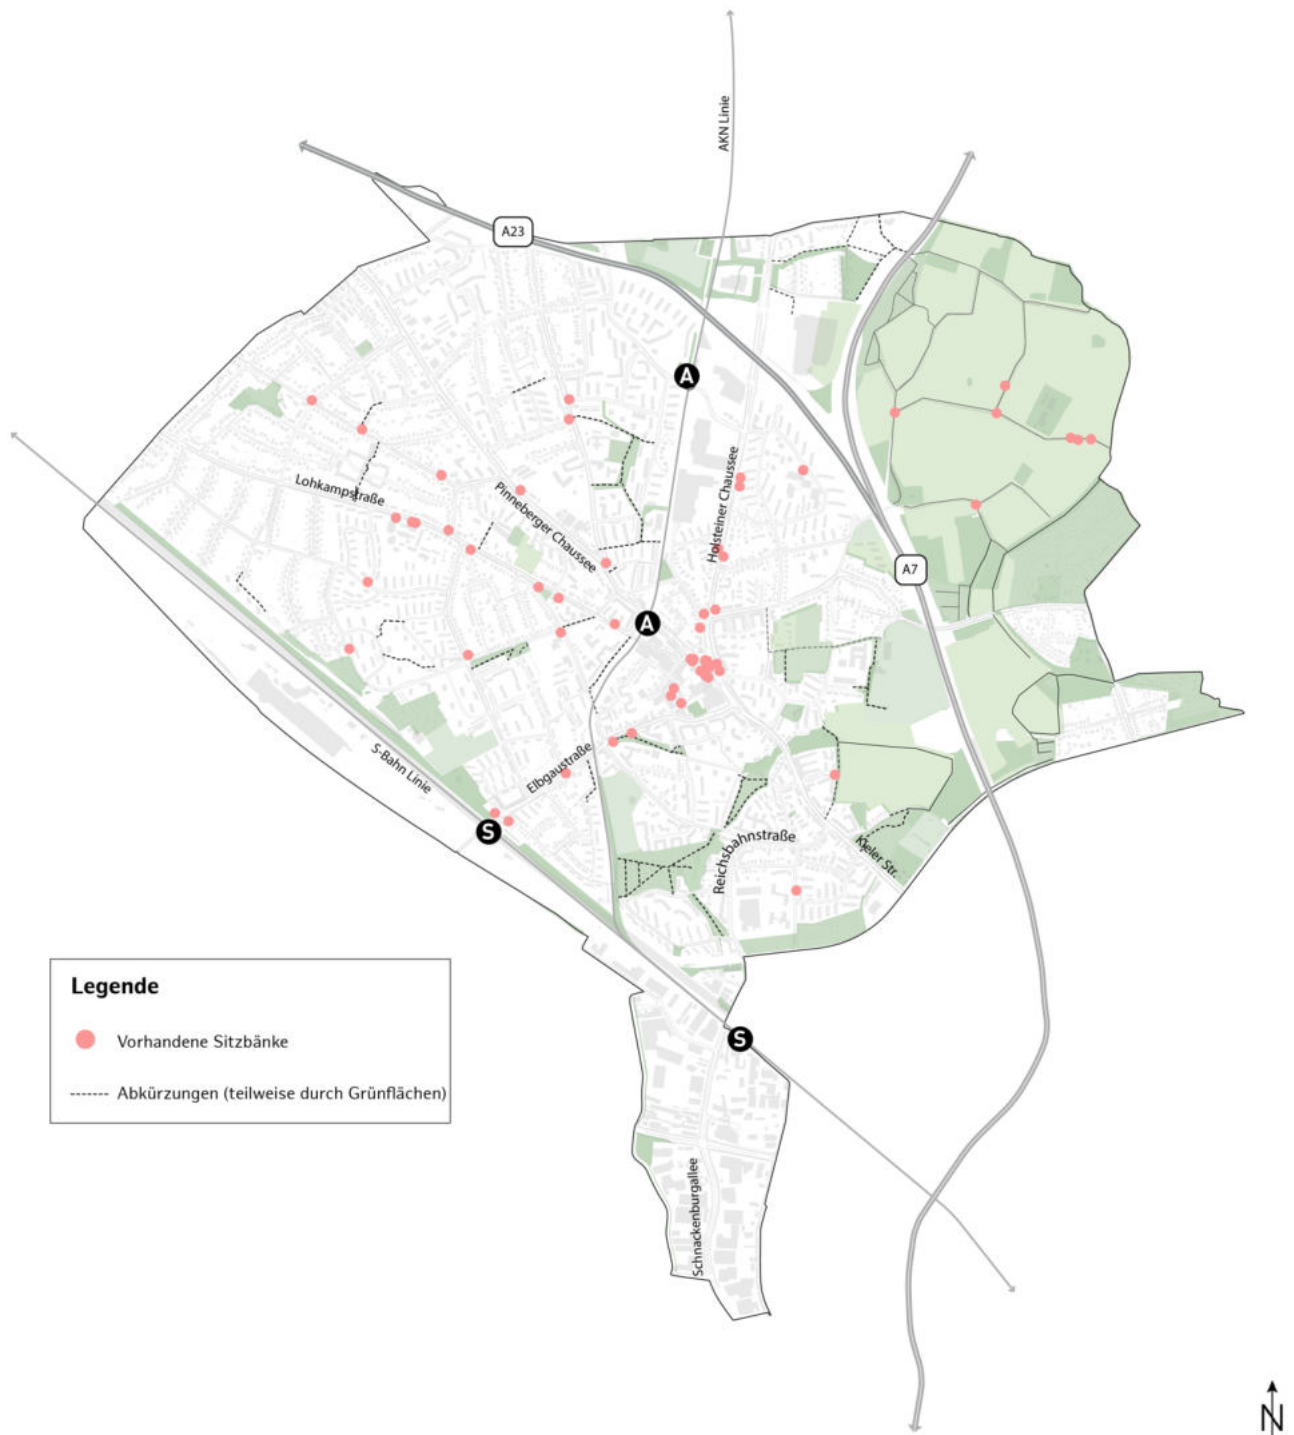 AKN Linie
A23
A
Holsteiner Chaussee
Lohkampstraße
Pinneberger Chaussee
A7
A
S-Bahn Linie
Elbgaustraße
S
Reichsbahnstraße
Kieler Str.
Legende
Vorhandene Sitzbänke
Abkürzungen (teilweise durch Grünflächen)
S
Schnackenburgallee
N